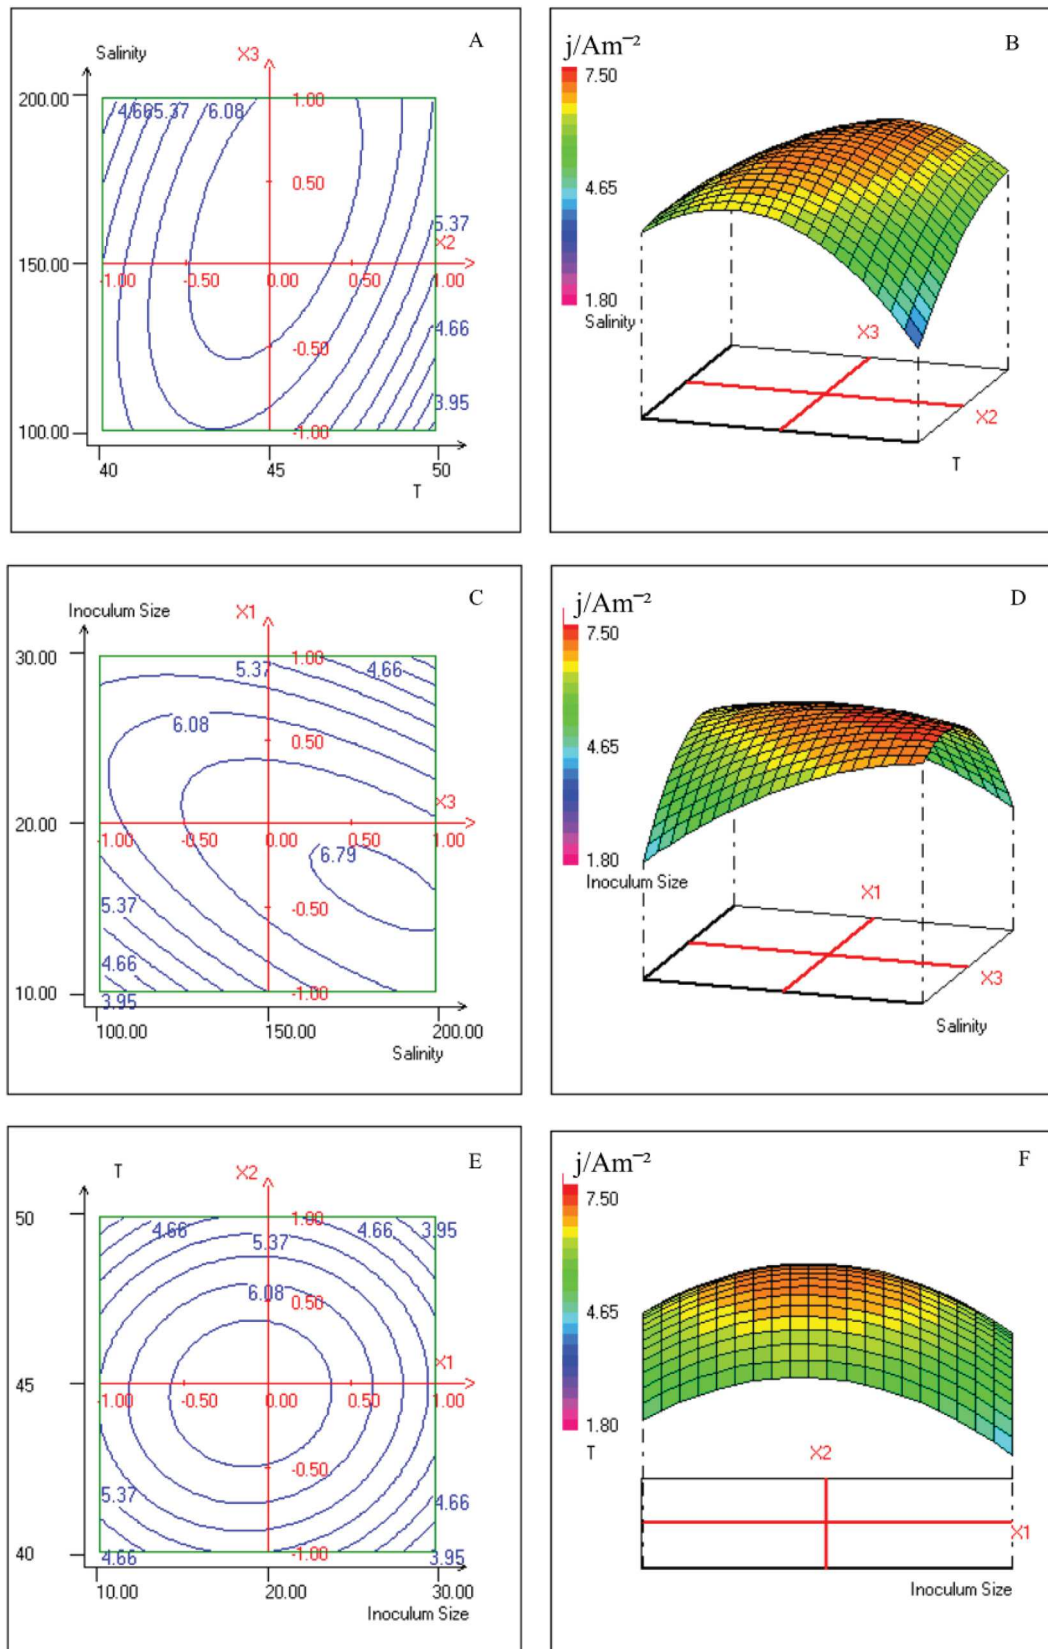 A
Salinity
X3
200.00
4.66
5.37
6.08
1.00
0.50
5.37
X2
150.00
-1.00
-0.50
0.00
0.50
1.00
4.66
-0.50
3.95
100.00
-1.00
40
45
50
T
B
j/Am⁻²
7.50
4.65
1.80
Salinity
X3
X2
T
C
Inoculum Size
X1
30.00
5.37
1.00
4.66
6.08
0.50
X3
20.00
-1.00
-0.50
0.00
0.50
1.00
6.79
5.37
-0.50
4.66
10.00
3.95
-1.00
100.00
150.00
200.00
Salinity
D
j/Am⁻²
7.50
4.65
1.80
Inoculum Size
X1
X3
Salinity
E
T
X2
50
4.66
1.00
4.66
3.95
5.37
6.08
0.50
X1
45
-1.00
-0.50
0.00
0.50
1.00
-0.50
5.37
4.66
40
4.66
-1.00
3.95
10.00
20.00
30.00
Inoculum Size
F
j/Am⁻²
7.50
4.65
1.80
T
X2
X1
Inoculum Size